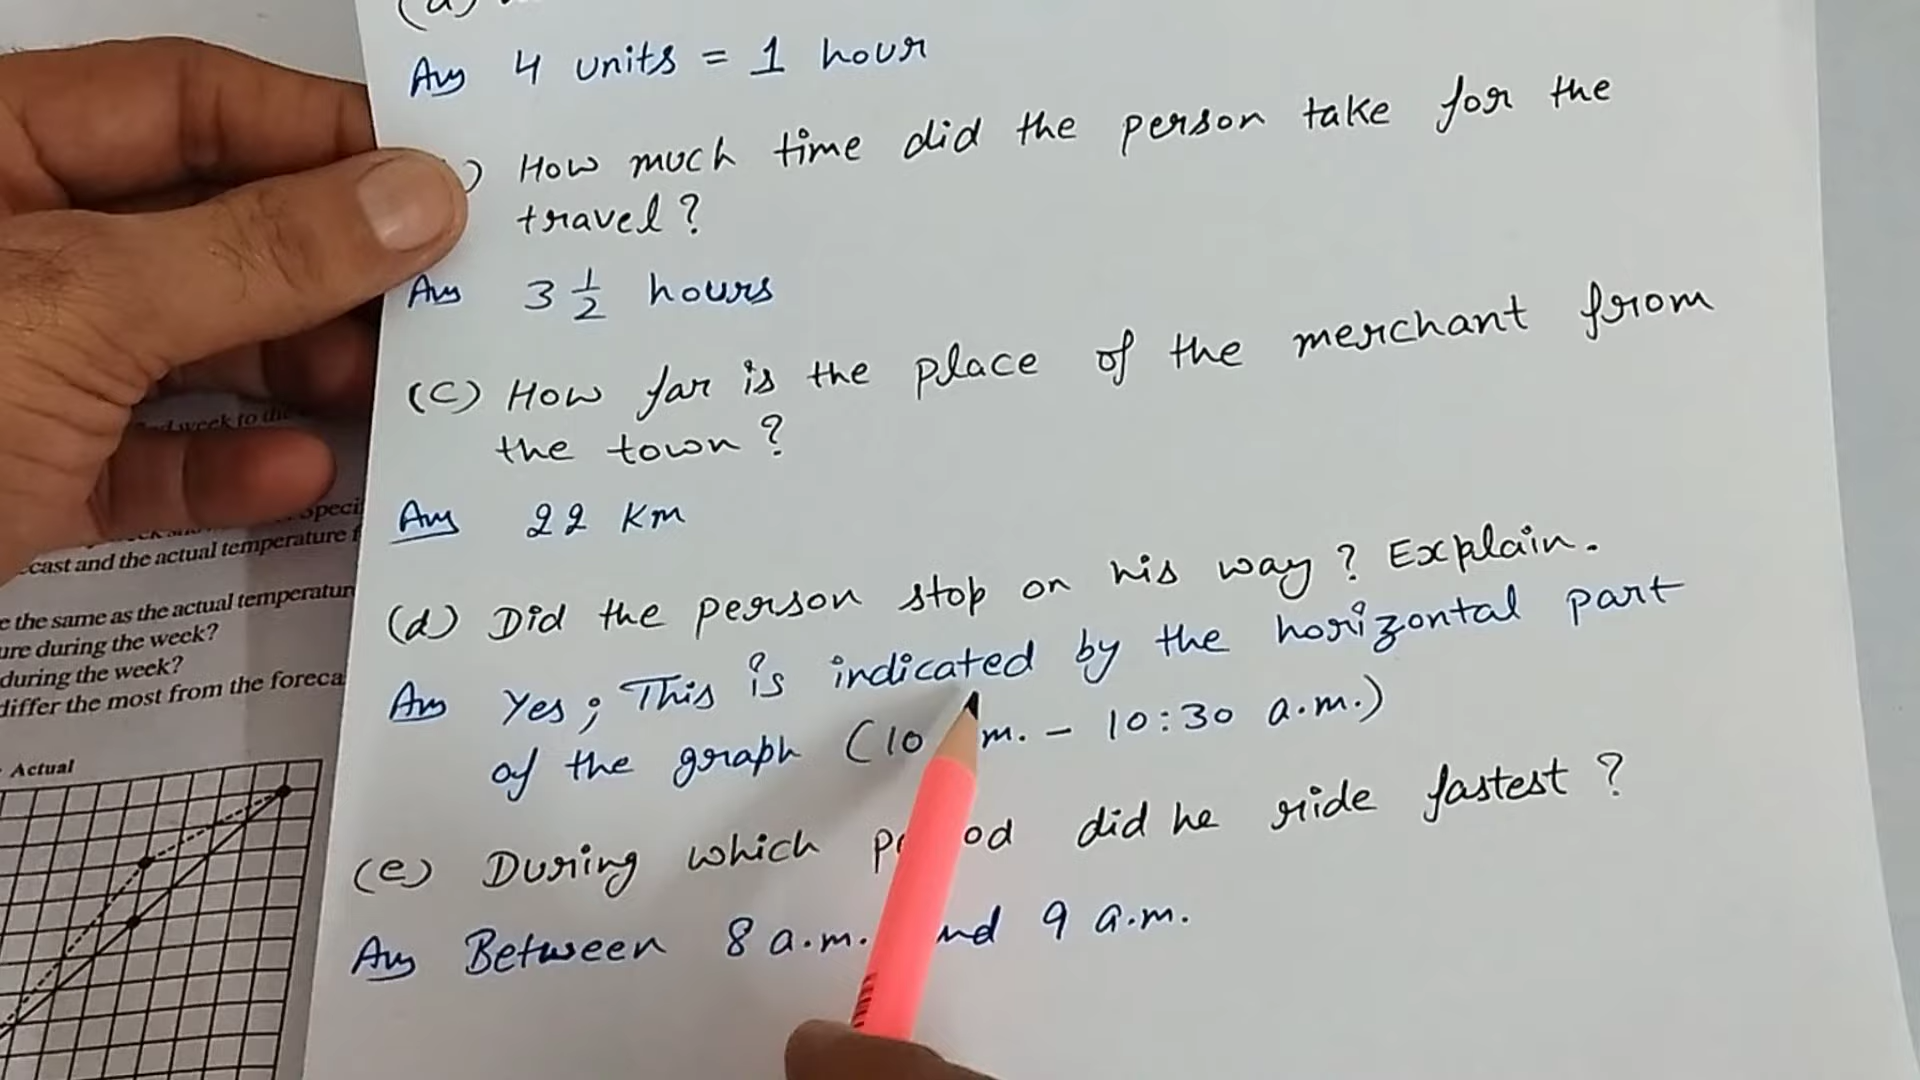 Ans 4 units = 1 hour
) How much time did the person take for the
travel?
Ans 3 1/2 hours
(c) How far is the place of the merchant from
the town?
Ans 22 km
(d) Did the person stop on his way? Explain.
Ans Yes; This is indicated by the horizontal part
of the graph (10 m. - 10:30 a.m.)
(e) During which did he ride fastest?
Ans Between 8 a.m. and 9 a.m.
week to the
cast and the actual temperature f
e the same as the actual temperatur
ure during the week?
during the week?
differ the most from the foreca
Actual